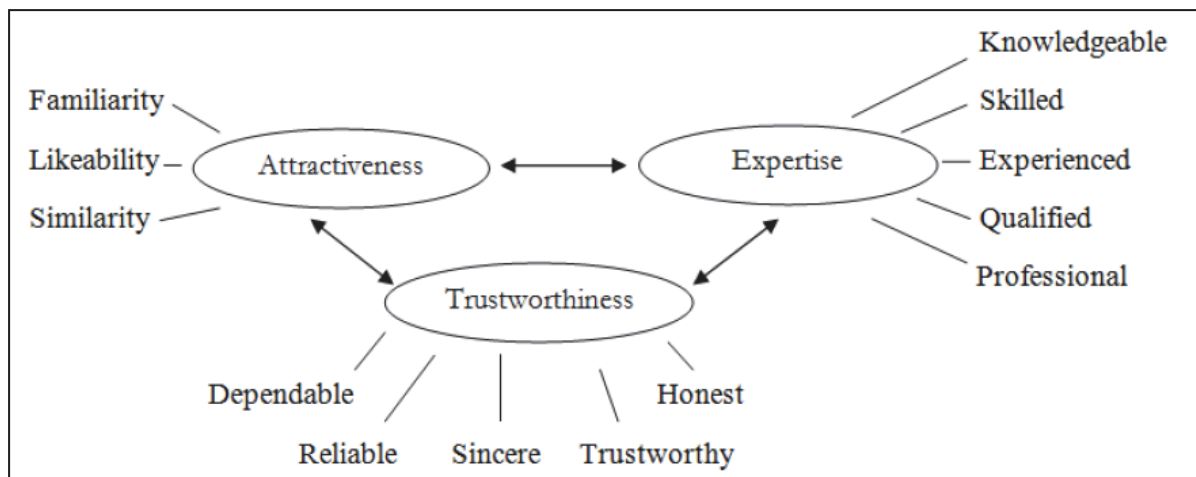 Knowledgeable
Familiarity
Skilled
Likeability
Attractiveness
Expertise
Experienced
Similarity
Qualified
Professional
Trustworthiness
Dependable
Honest
Reliable
Sincere
Trustworthy